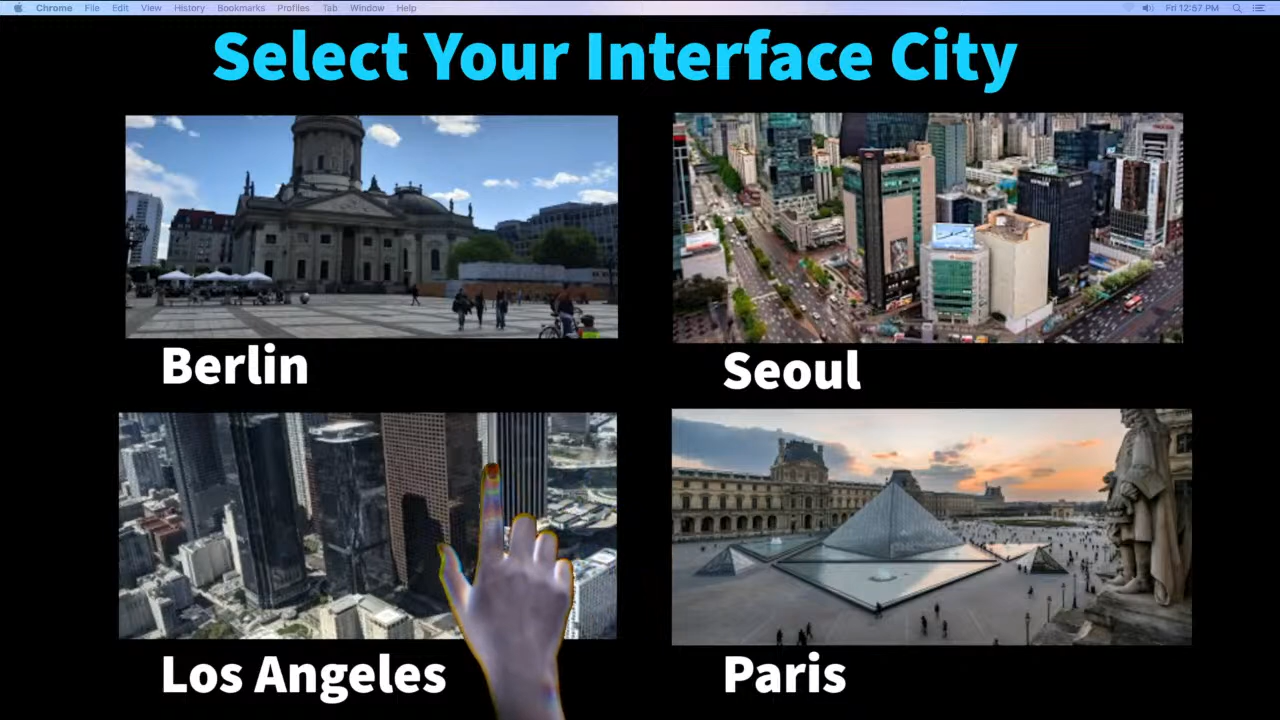 Chrome File Edit View History Bookmarks Profiles Tab Window Help Fri 12:57 PM
Select Your Interface City
Berlin
Seoul
Los Angeles
Paris